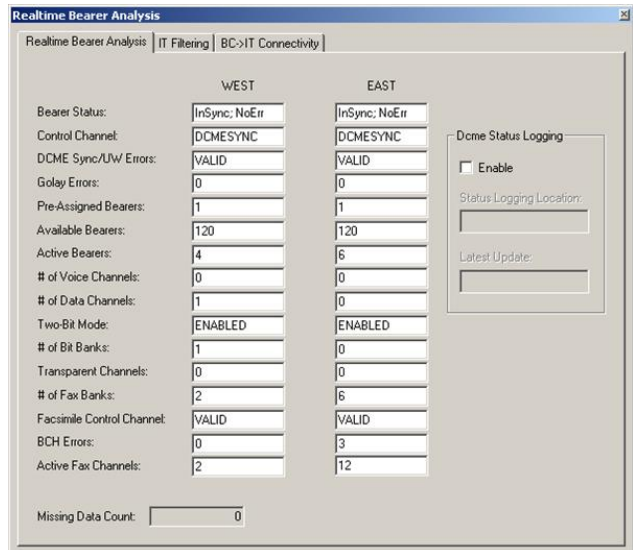 Realtime Bearer Analysis
Realtime Bearer Analysis IT Filtering BC->IT Connectivity
WEST EAST
Bearer Status: InSync; NoErr InSync; NoErr
Control Channel: DCMESYNC DCMESYNC
DCME Sync/UW Errors: VALID VALID
Golay Errors: 0 0
Pre-Assigned Bearers: 1 1
Available Bearers: 120 120
Active Bearers: 4 6
# of Voice Channels: 0 0
# of Data Channels: 1 0
Two-Bit Mode: ENABLED ENABLED
# of Bit Banks: 1 0
Transparent Channels: 0 0
# of Fax Banks: 2 6
Facsimile Control Channel: VALID VALID
BCH Errors: 0 3
Active Fax Channels: 2 12
Missing Data Count: 0
Dcme Status Logging
Enable
Status Logging Location:
Latest Update: